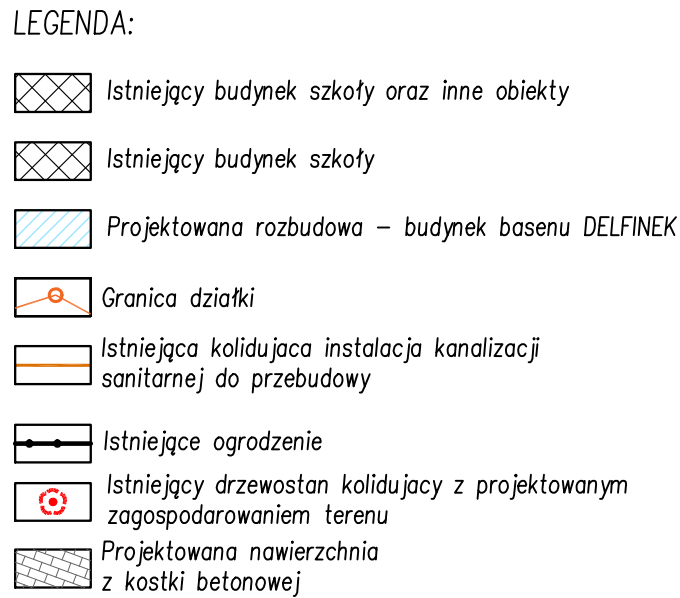 LEGENDA:
Istniejący budynek szkoły oraz inne obiekty
Istniejący budynek szkoły
Projektowana rozbudowa – budynek basenu DELFINEK
Granica działki
Istniejąca kolidujaca instalacja kanalizacji
sanitarnej do przebudowy
Istniejące ogrodzenie
Istniejący drzewostan kolidujacy z projektowanym
zagospodarowaniem terenu
Projektowana nawierzchnia
z kostki betonowej